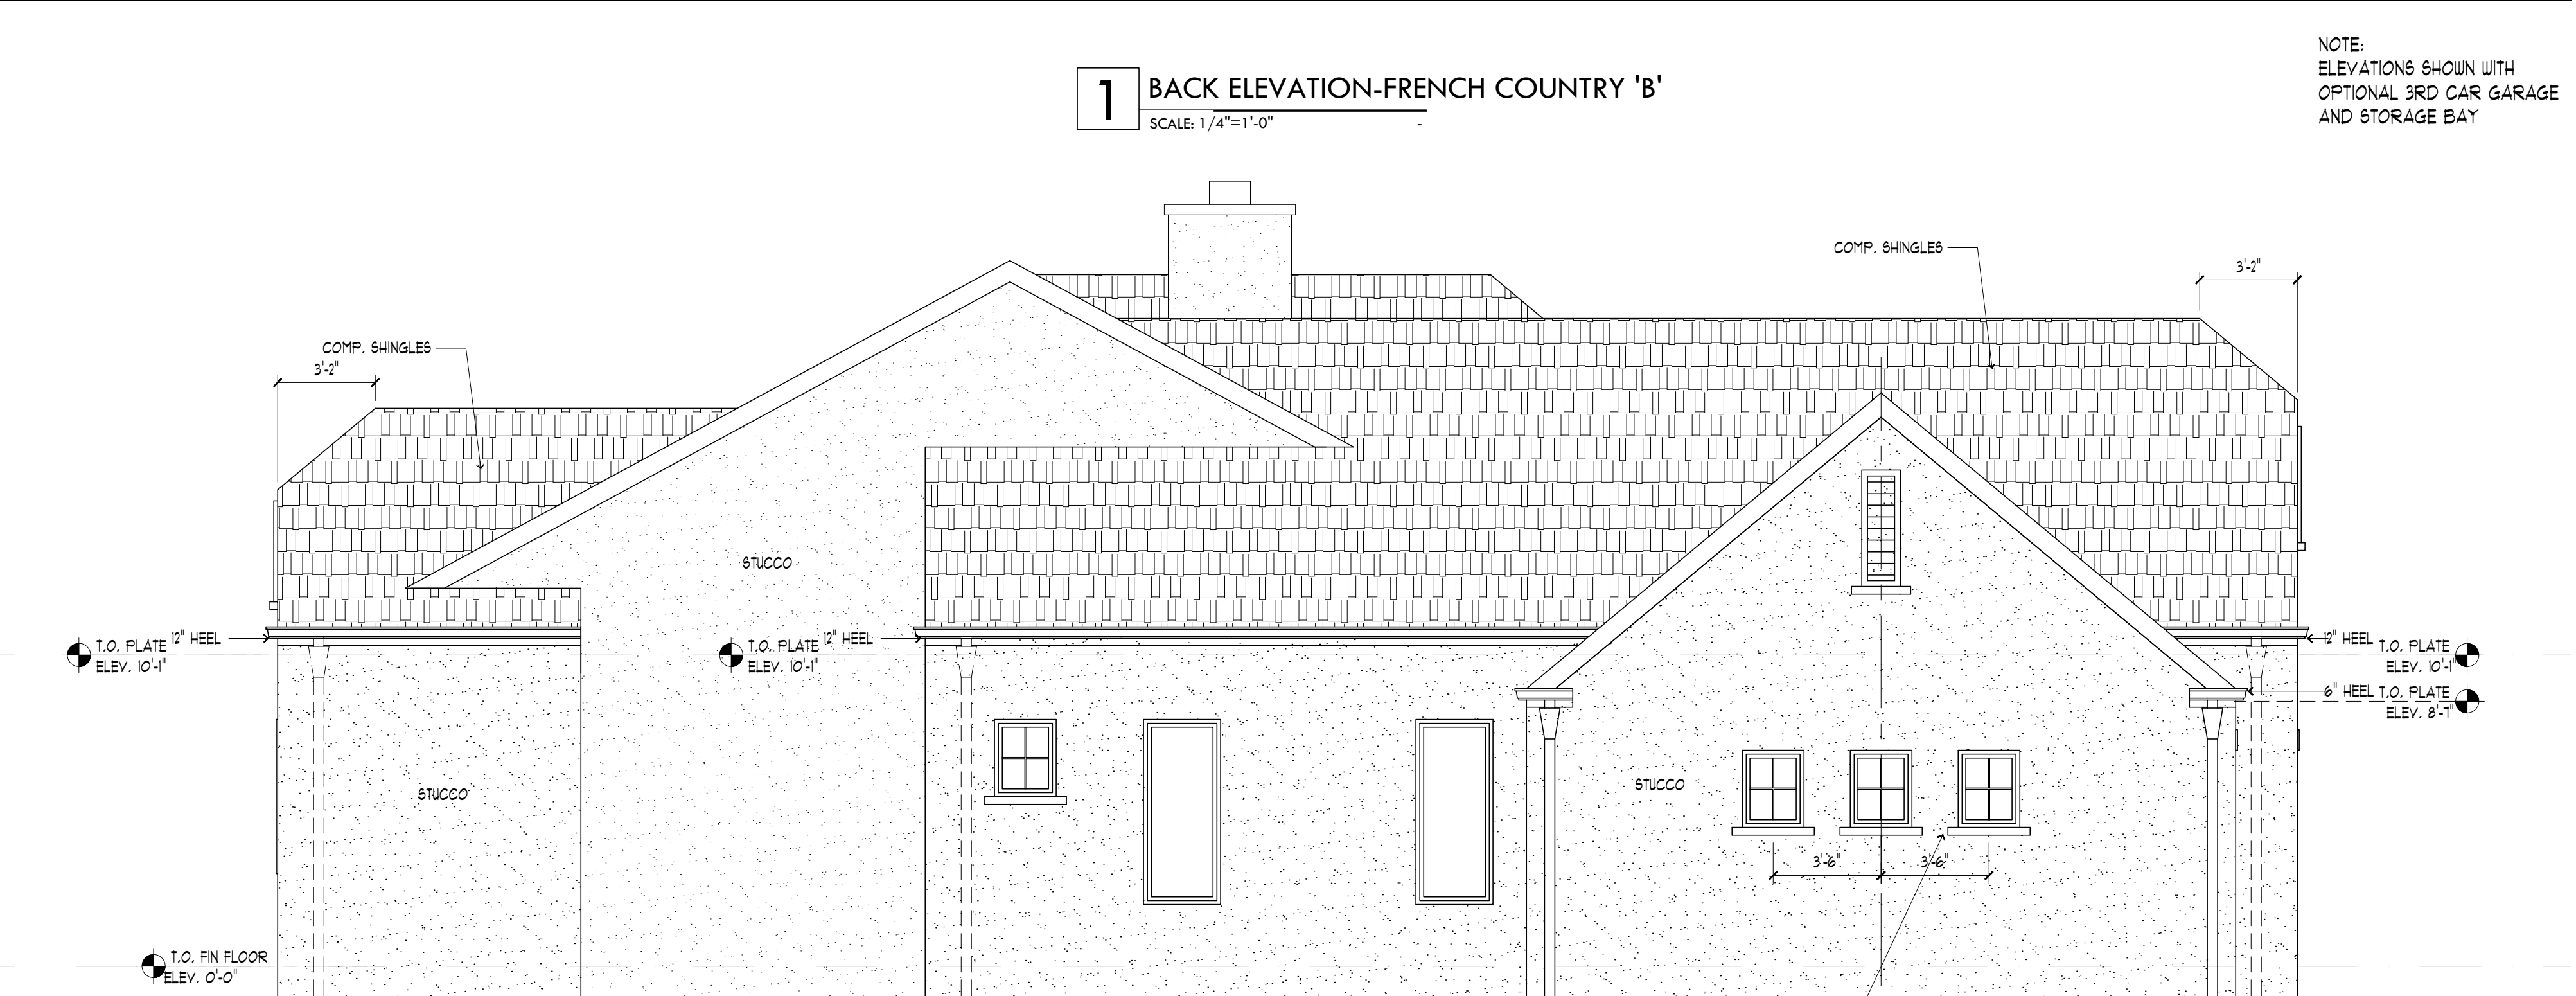 NOTE:
ELEVATIONS SHOWN WITH
OPTIONAL 3RD CAR GARAGE
AND STORAGE BAY
1
BACK ELEVATION-FRENCH COUNTRY 'B'
SCALE: 1/4"=1'-0"
-
COMP. SHINGLES
3'-2"
COMP. SHINGLES
3'-2"
STUCCO
T.O. PLATE
ELEV. 10'-1"
12" HEEL
T.O. PLATE
ELEV. 10'-1"
12" HEEL
12" HEEL
T.O. PLATE
ELEV. 10'-1"
6" HEEL
T.O. PLATE
ELEV. 8'-7"
STUCCO
STUCCO
3'-6"
3'-6"
T.O. FIN FLOOR
ELEV. 0'-0"